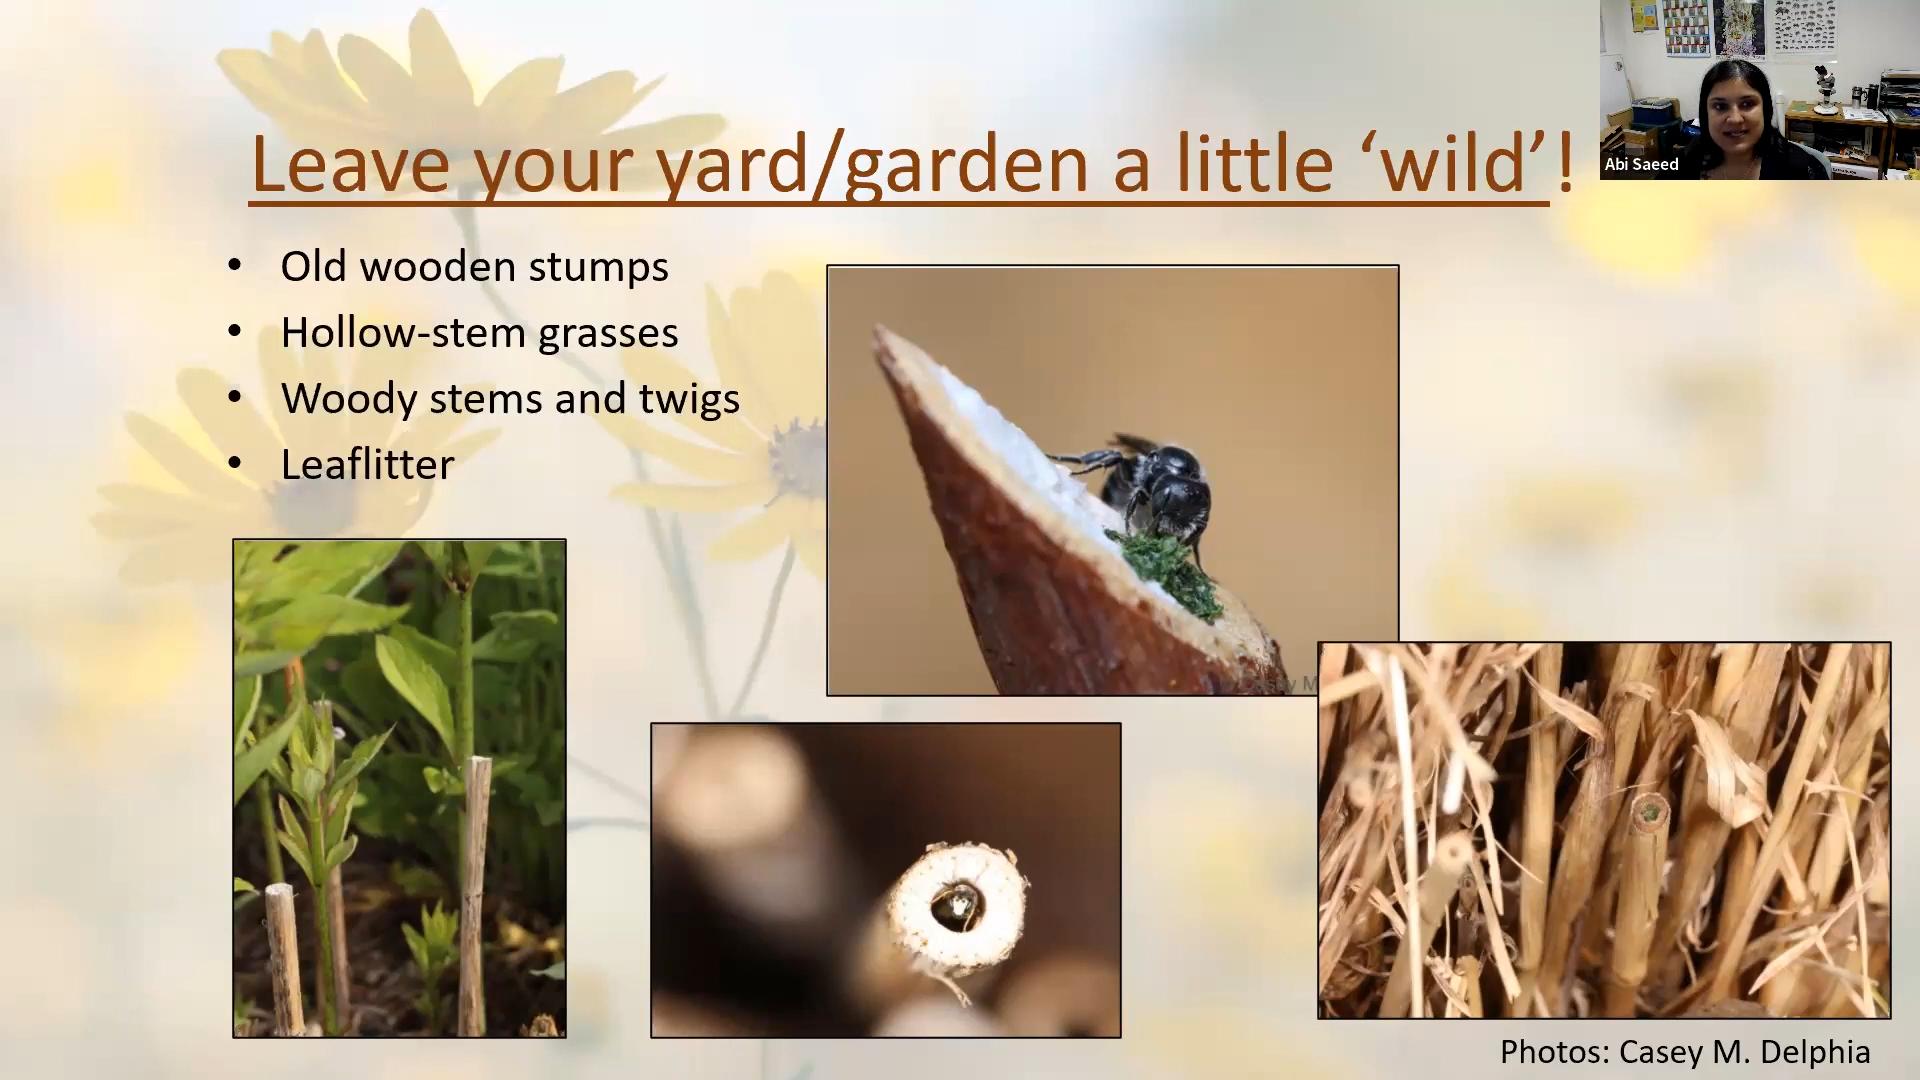 Leave your yard/garden a little ‘wild’!
Abi Saeed
• Old wooden stumps
• Hollow-stem grasses
• Woody stems and twigs
• Leaflitter
Casey M
Photos: Casey M. Delphia